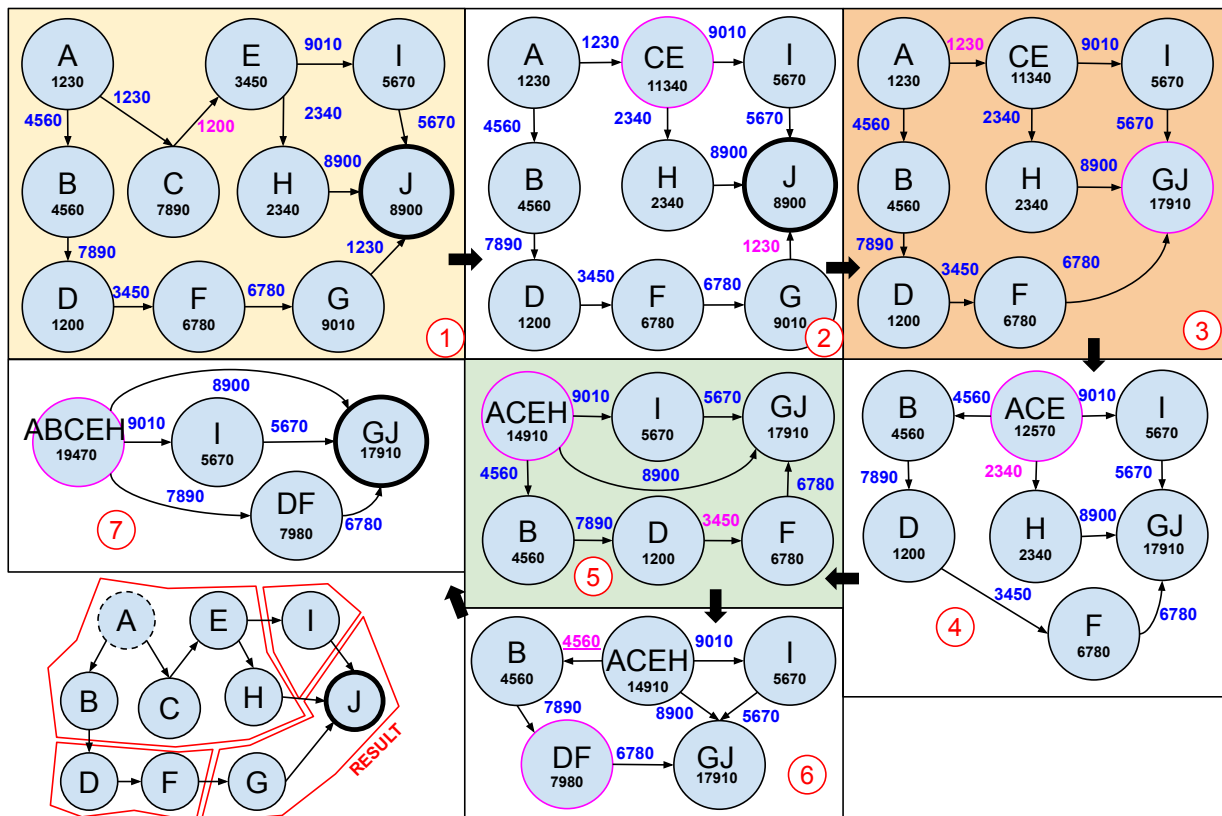 A
1230
E
3450
9010
I
5670
1230
4560
1200
2340
5670
B
4560
C
7890
H
2340
8900
J
8900
7890
1230
D
1200
3450
F
6780
6780
G
9010
1
A
1230
1230
CE
11340
9010
I
5670
4560
2340
5670
B
4560
H
2340
8900
J
8900
7890
1230
D
1200
3450
F
6780
6780
G
9010
2
A
1230
1230
CE
11340
9010
I
5670
4560
2340
5670
B
4560
H
2340
8900
GJ
17910
7890
D
1200
3450
F
6780
6780
3
B
4560
4560
ACE
12570
9010
I
5670
7890
2340
5670
D
1200
H
2340
8900
GJ
17910
3450
F
6780
6780
4
ACEH
14910
9010
I
5670
5670
GJ
17910
4560
8900
6780
B
4560
7890
D
1200
3450
F
6780
5
B
4560
4560
ACEH
14910
9010
I
5670
7890
8900
5670
DF
7980
6780
GJ
17910
6
8900
ABCEH
19470
9010
I
5670
5670
GJ
17910
7890
DF
7980
6780
7
A
E
I
B
C
H
J
D
F
G
RESULT